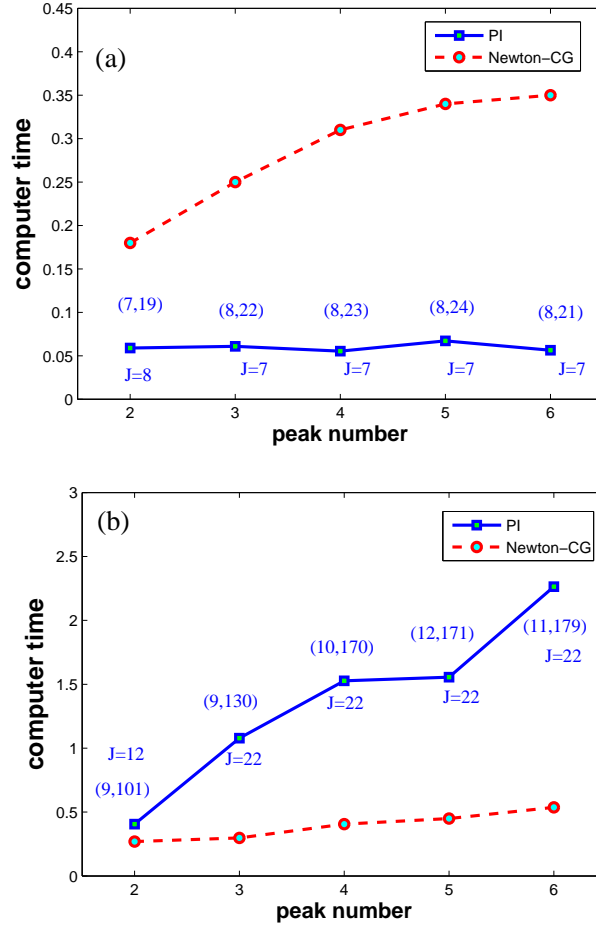 0.45
PI
Newton−CG
(a)
0.4
0.35
0.3
0.25
0.2
0.15
0.1
0.05
0
computer time
(7,19)
(8,22)
(8,23)
(8,24)
(8,21)
J=8
J=7
J=7
J=7
J=7
2
3
4
5
6
peak number
3
PI
Newton−CG
(b)
2.5
2
1.5
1
0.5
0
computer time
(9,101)
(9,130)
(10,170)
(12,171)
(11,179)
J=12
J=22
J=22
J=22
J=22
2
3
4
5
6
peak number